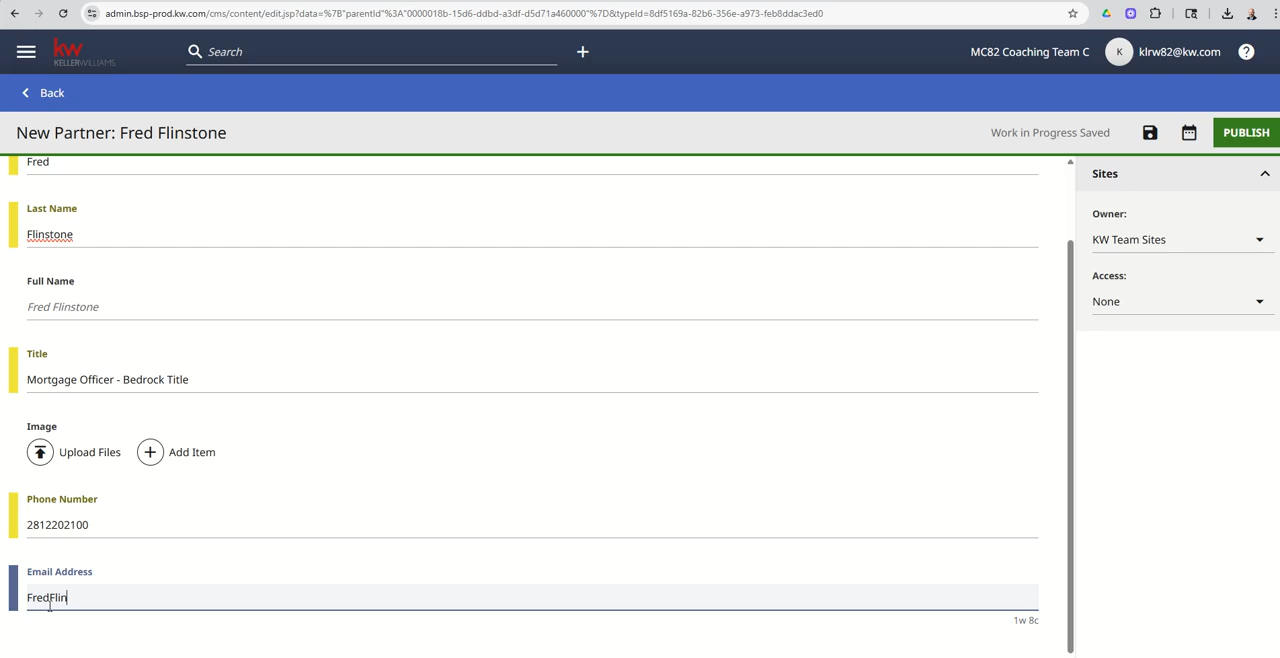 admin.bsp-prod.kw.com/cms/content/edit.jsp?data=%7B"parentId"%3A"0000018b-15d6-ddbd-a3df-d5d71a460000"%7D&typeId=8df5169a-82b6-356e-a973-feb8ddac3ed0
kw
KELLERWILLIAMS
Search
MC82 Coaching Team C
K
klrw82@kw.com
?
Back
New Partner: Fred Flinstone
Work in Progress Saved
PUBLISH
Fred
Last Name
Flinstone
Full Name
Fred Flinstone
Title
Mortgage Officer - Bedrock Title
Image
Upload Files
Add Item
Phone Number
2812202100
Email Address
FredFlin
1w 8c
Sites
Owner:
KW Team Sites
Access:
None